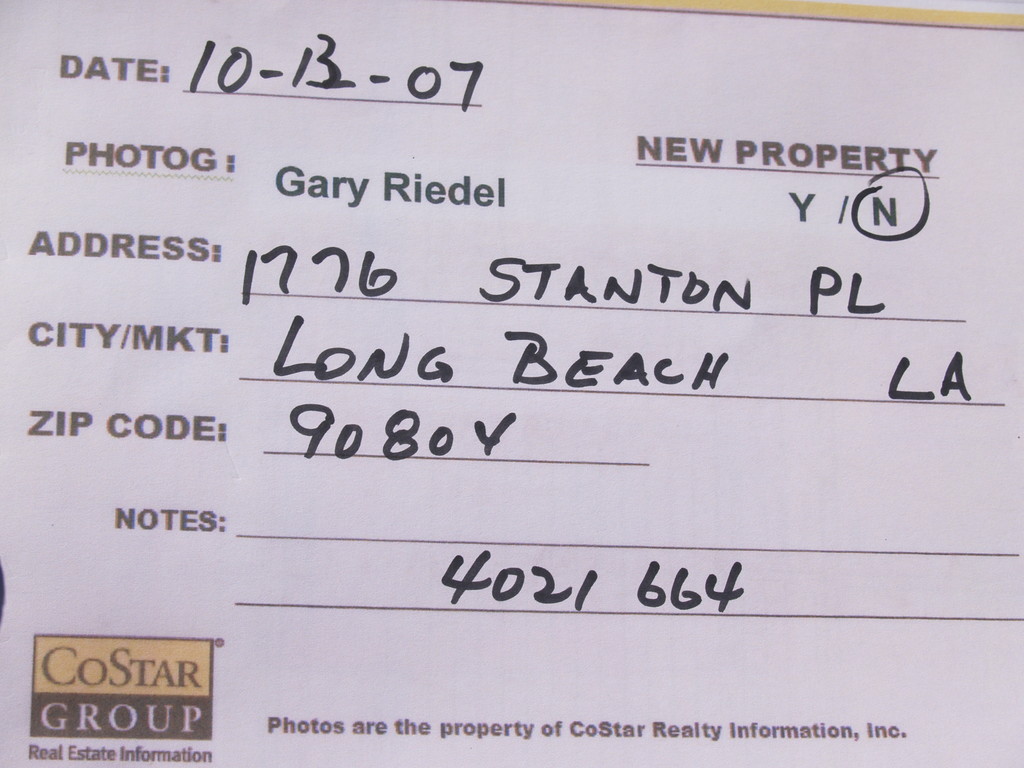 DATE: 10-13-07
PHOTOG: Gary Riedel
NEW PROPERTY
Y / N
ADDRESS: 1776 STANTON PL
CITY/MKT: LONG BEACH LA
ZIP CODE: 90804
NOTES:
4021 664
COSTAR
GROUP
Real Estate Information
Photos are the property of CoStar Realty Information, Inc.